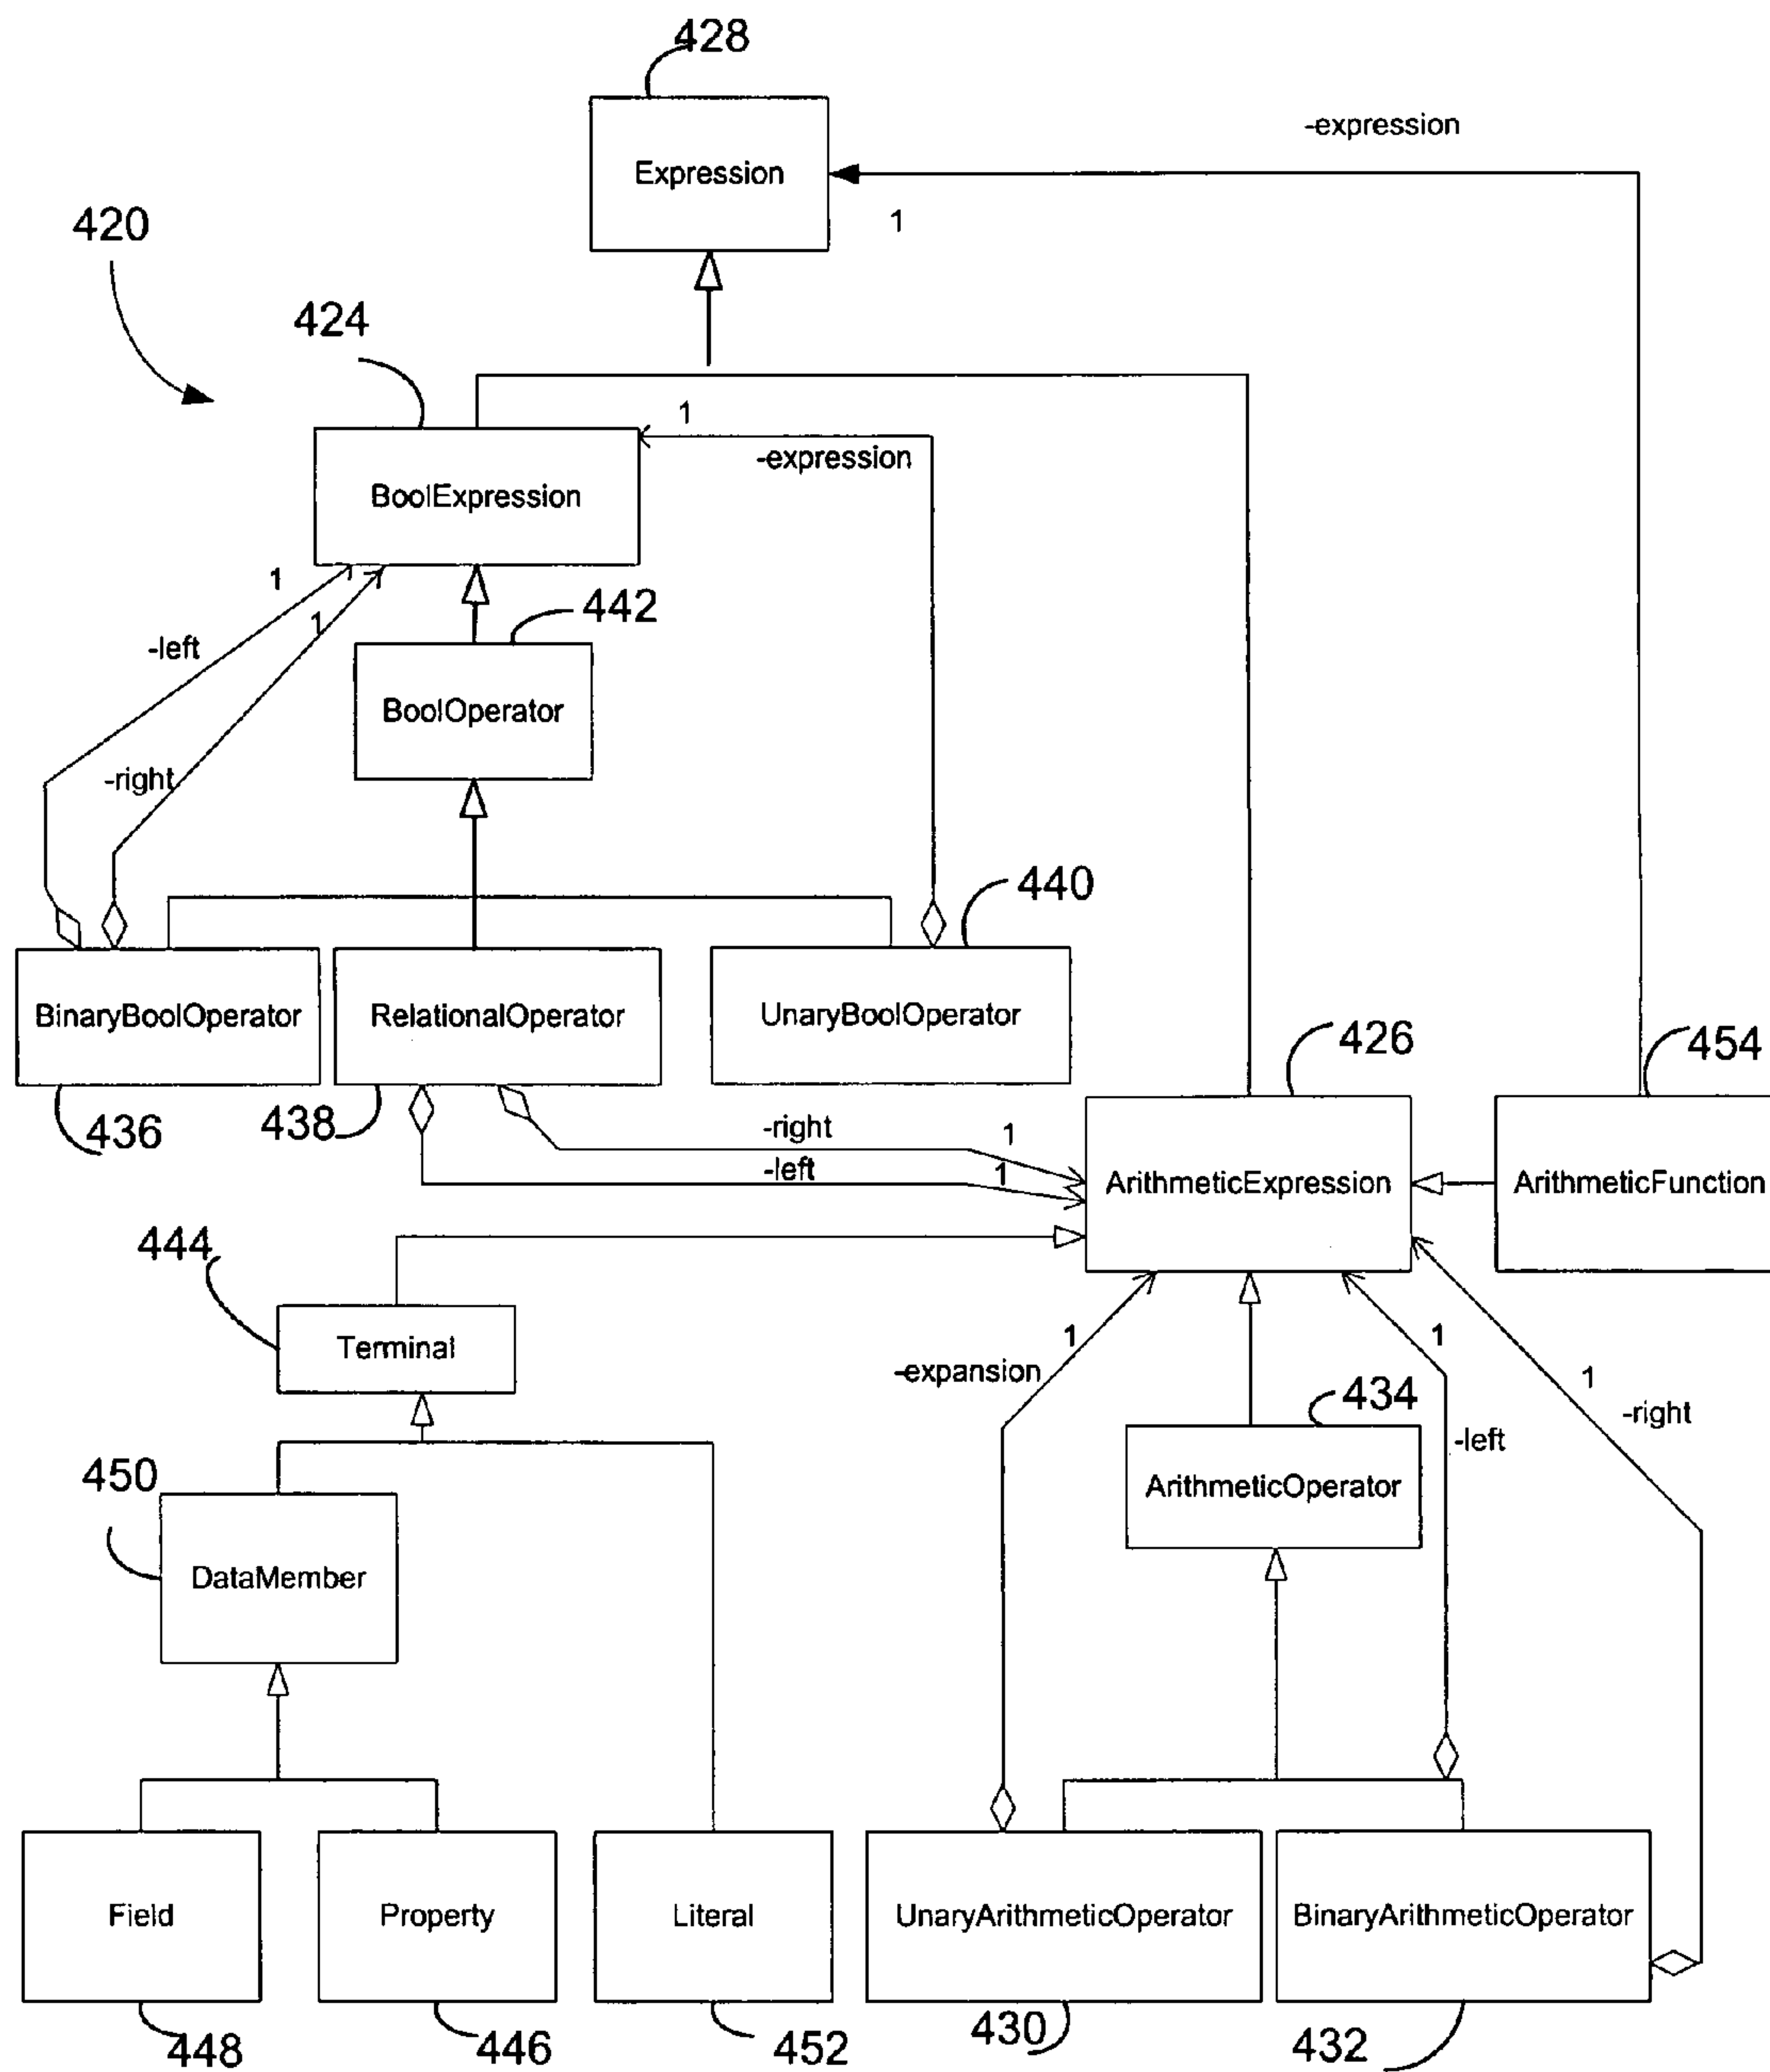 428
-expression
Expression
1
420
424
1
-expression
BoolExpression
1
1
442
-left
BoolOperator
-right
440
BinaryBoolOperator
RelationalOperator
UnaryBoolOperator
426
454
436
438
-right
1
-left
1
ArithmeticExpression
ArithmeticFunction
444
Terminal
1
1
-expansion
1
434
-right
-left
450
ArithmeticOperator
DataMember
Field
Property
Literal
UnaryArithmeticOperator
BinaryArithmeticOperator
448
446
452
430
432